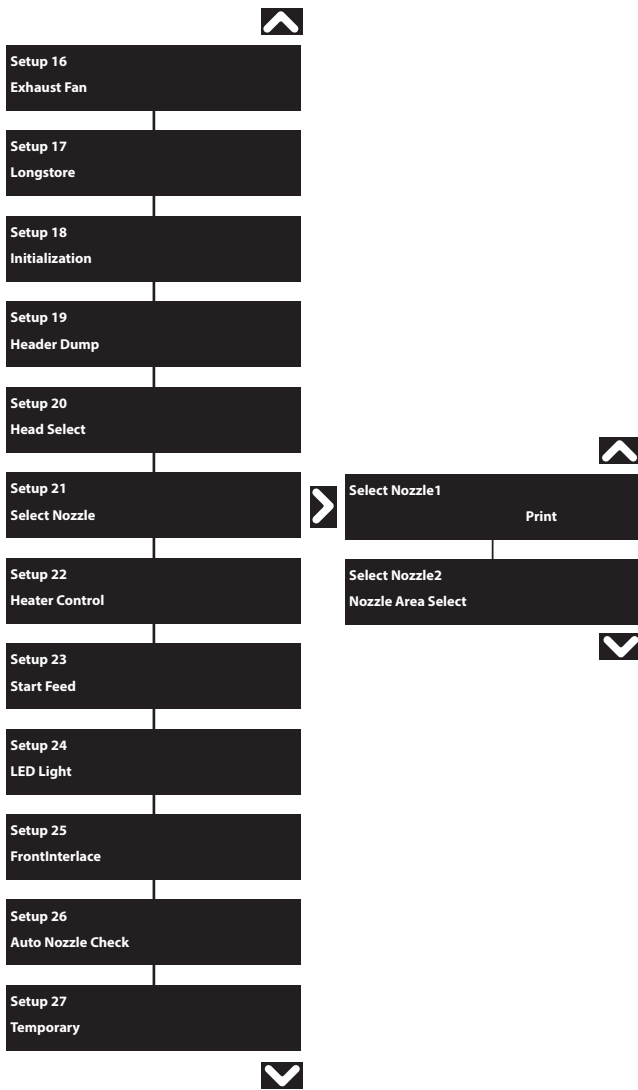 Setup 16
Exhaust Fan
Setup 17
Longstore
Setup 18
Initialization
Setup 19
Header Dump
Setup 20
Head Select
Setup 21
Select Nozzle
Setup 22
Heater Control
Setup 23
Start Feed
Setup 24
LED Light
Setup 25
FrontInterlace
Setup 26
Auto Nozzle Check
Setup 27
Temporary
Select Nozzle1
Print
Select Nozzle2
Nozzle Area Select